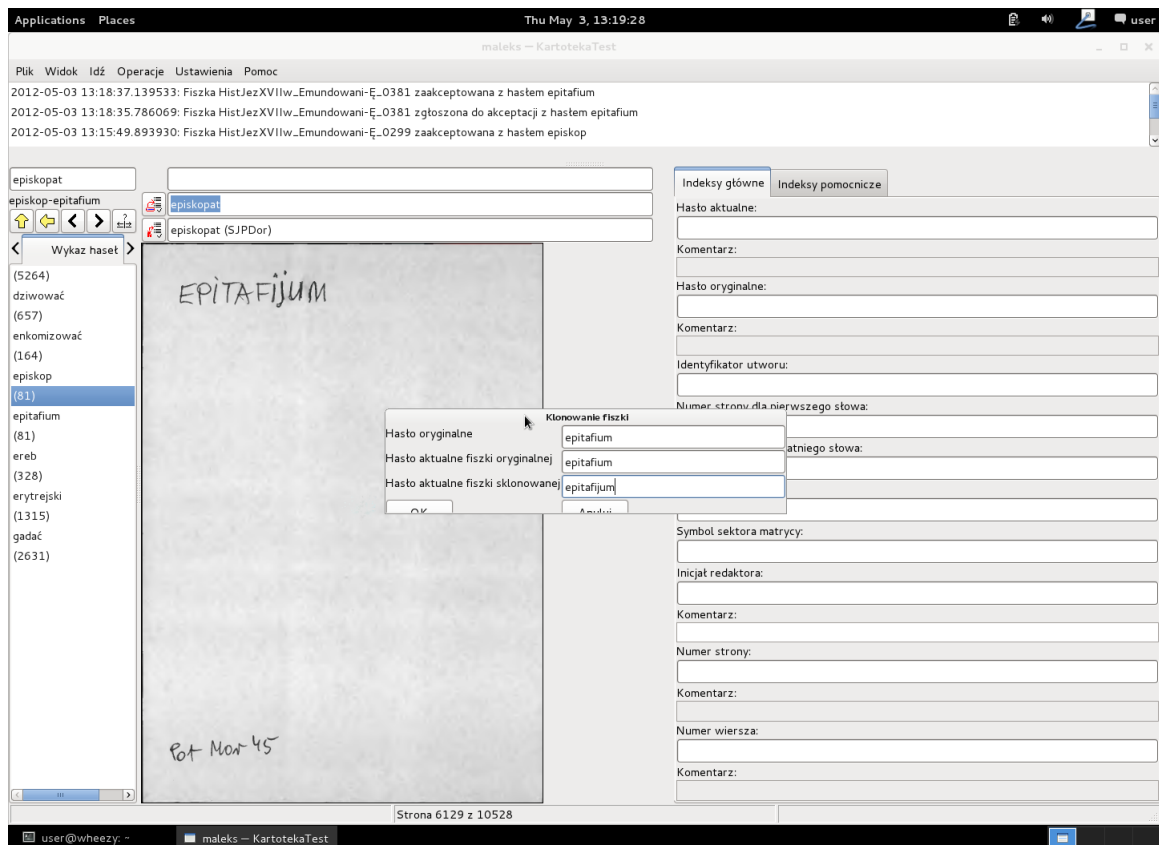 Applications Places Thu May 3, 13:19:28 user
maleks — KartotekaTest
Plik Widok Idź Operacje Ustawienia Pomoc
2012-05-03 13:18:37.139533: Fiszka HistJezXVIIw_Emundowani-Ę_0381 zaakceptowana z hasłem epitafium
2012-05-03 13:18:35.786069: Fiszka HistJezXVIIw_Emundowani-Ę_0381 zgłoszona do akceptacji z hasłem epitafium
2012-05-03 13:15:49.893930: Fiszka HistJezXVIIw_Emundowani-Ę_0299 zaakceptowana z hasłem episkop
episkopat
episkop-epitafium
Wykaz haseł
(5264)
dziwować
(657)
enkomizować
(164)
episkop
(81)
epitafium
(81)
ereb
(328)
erytrejski
(1315)
gadać
(2631)
episkopat
episkopat (SJPDor)
EPITAFIJUM
Pot Mor 45
Klonowanie fiszki
Hasło oryginalne epitafium
Hasło aktualne fiszki oryginalnej epitafium
Hasło aktualne fiszki sklonowanej epitafijum
OK Anuluj
Indeksy główne Indeksy pomocnicze
Hasło aktualne:
Komentarz:
Hasło oryginalne:
Komentarz:
Identyfikator utworu:
Numer strony dla pierwszego słowa:
atniego słowa:
Symbol sektora matrycy:
Inicjał redaktora:
Komentarz:
Numer strony:
Komentarz:
Numer wiersza:
Komentarz:
Strona 6129 z 10528
user@wheezy: ~ maleks — KartotekaTest